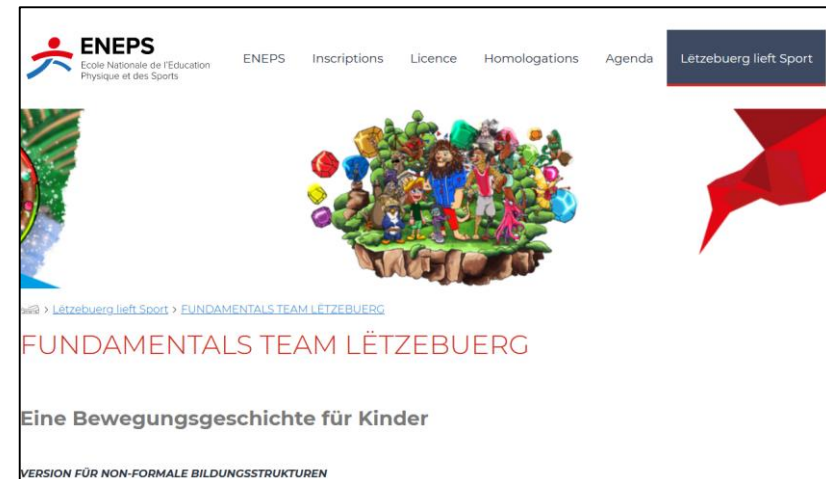 ENEPS
Ecole Nationale de l'Education
Physique et des Sports
ENEPS Inscriptions Licence Homologations Agenda Lëtzebuerg lieft Sport
> Lëtzebuerg lieft Sport > FUNDAMENTALS TEAM LËTZEBUERG
FUNDAMENTALS TEAM LËTZEBUERG
Eine Bewegungsgeschichte für Kinder
VERSION FÜR NON-FORMALE BILDUNGSSTRUKTUREN